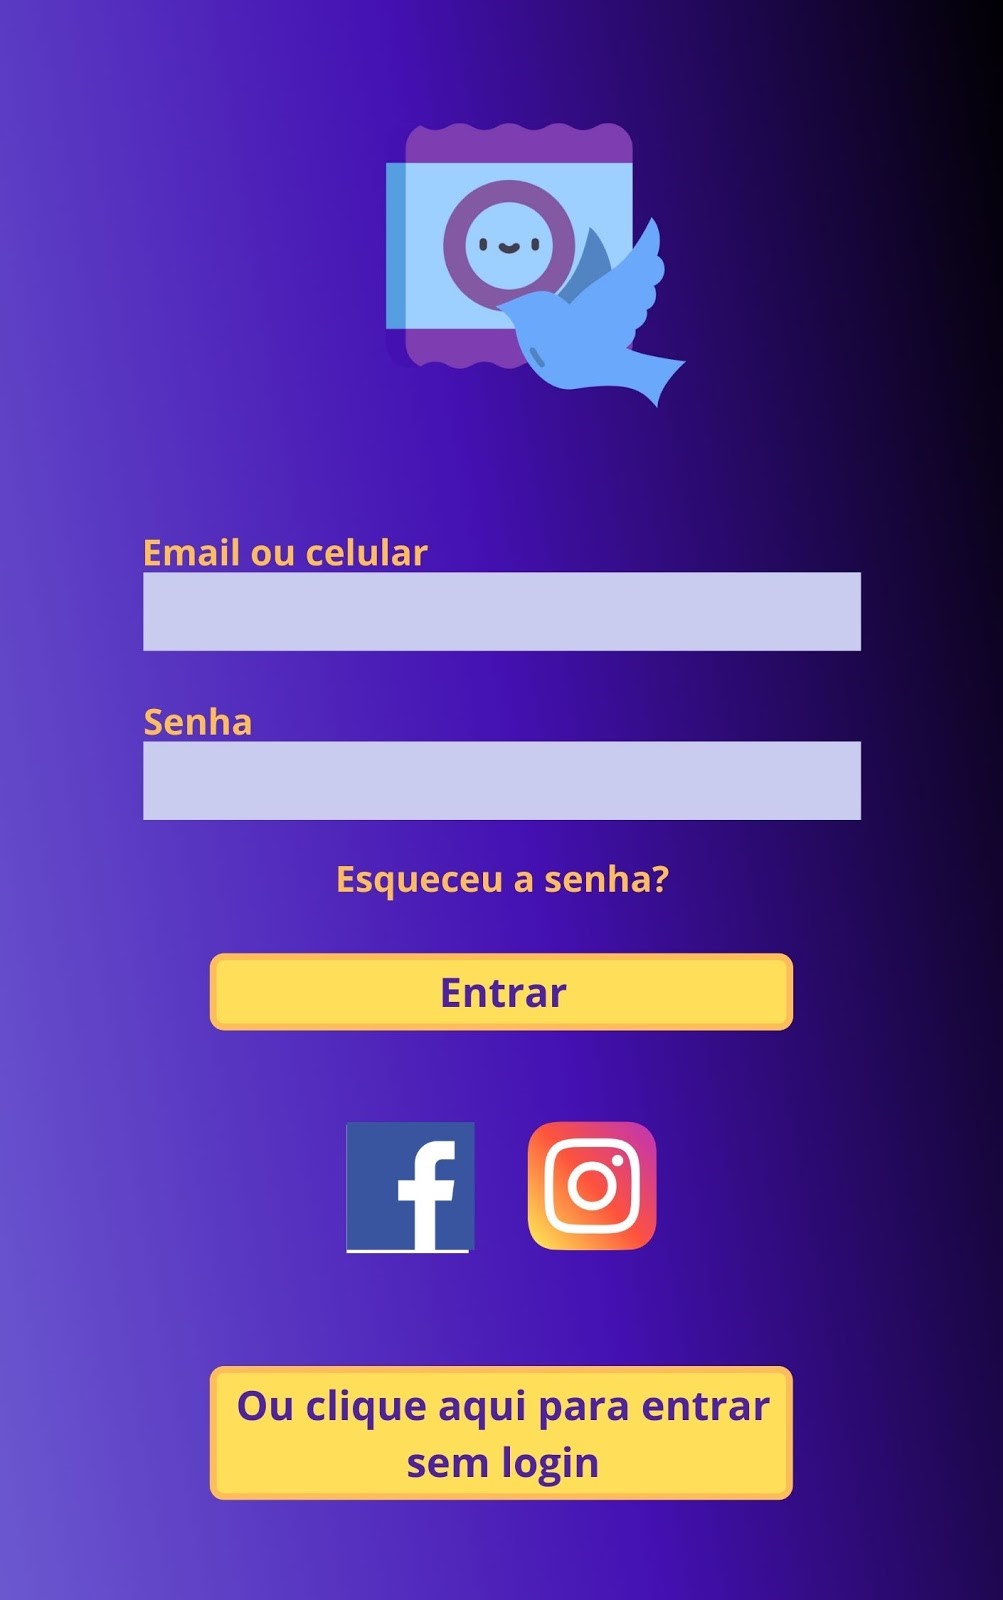 Email ou celular
Senha
Esqueceu a senha?
Entrar
Ou clique aqui para entrar
sem login